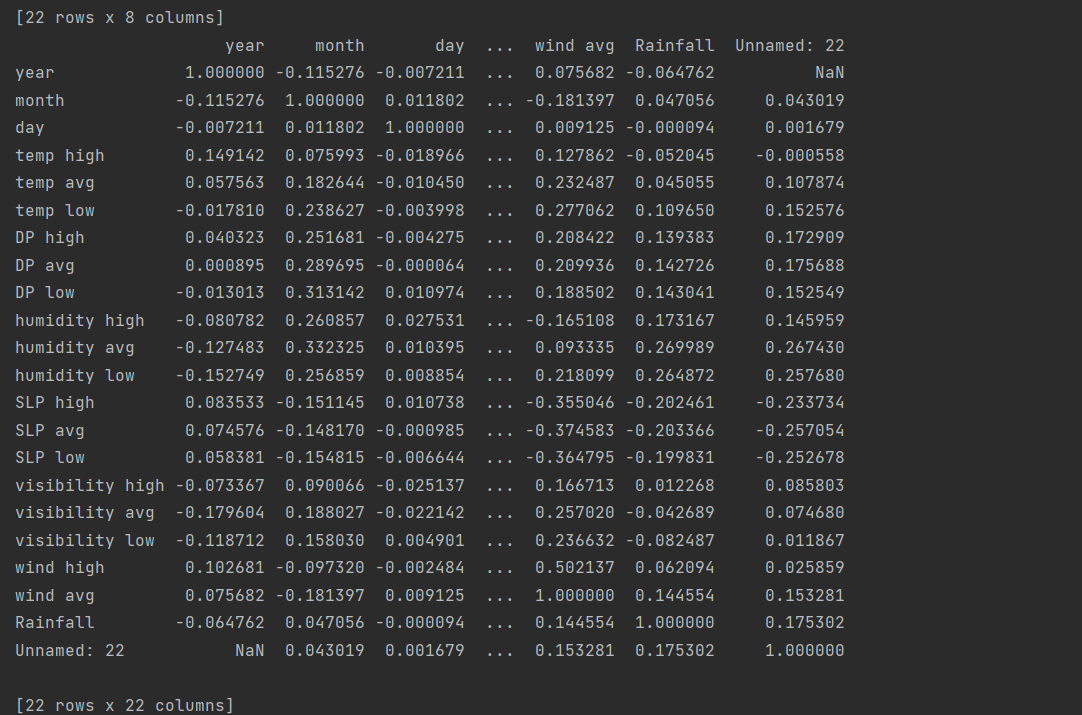 [22 rows x 8 columns]
year month day ... wind avg Rainfall Unnamed: 22
year 1.000000 -0.115276 -0.007211 ... 0.075682 -0.064762 NaN
month -0.115276 1.000000 0.011802 ... -0.181397 0.047056 0.043019
day -0.007211 0.011802 1.000000 ... 0.009125 -0.000094 0.001679
temp high 0.149142 0.075993 -0.018966 ... 0.127862 -0.052045 -0.000558
temp avg 0.057563 0.182644 -0.010450 ... 0.232487 0.045055 0.107874
temp low -0.017810 0.238627 -0.003998 ... 0.277062 0.109650 0.152576
DP high 0.040323 0.251681 -0.004275 ... 0.208422 0.139383 0.172909
DP avg 0.000895 0.289695 -0.000064 ... 0.209936 0.142726 0.175688
DP low -0.013013 0.313142 0.010974 ... 0.188502 0.143041 0.152549
humidity high -0.080782 0.260857 0.027531 ... -0.165108 0.173167 0.145959
humidity avg -0.127483 0.332325 0.010395 ... 0.093335 0.269989 0.267430
humidity low -0.152749 0.256859 0.008854 ... 0.218099 0.264872 0.257680
SLP high 0.083533 -0.151145 0.010738 ... -0.355046 -0.202461 -0.233734
SLP avg 0.074576 -0.148170 -0.000985 ... -0.374583 -0.203366 -0.257054
SLP low 0.058381 -0.154815 -0.006644 ... -0.364795 -0.199831 -0.252678
visibility high -0.073367 0.090066 -0.025137 ... 0.166713 0.012268 0.085803
visibility avg -0.179604 0.188027 -0.022142 ... 0.257020 -0.042689 0.074680
visibility low -0.118712 0.158030 0.004901 ... 0.236632 -0.082487 0.011867
wind high 0.102681 -0.097320 -0.002484 ... 0.502137 0.062094 0.025859
wind avg 0.075682 -0.181397 0.009125 ... 1.000000 0.144554 0.153281
Rainfall -0.064762 0.047056 -0.000094 ... 0.144554 1.000000 0.175302
Unnamed: 22 NaN 0.043019 0.001679 ... 0.153281 0.175302 1.000000
[22 rows x 22 columns]